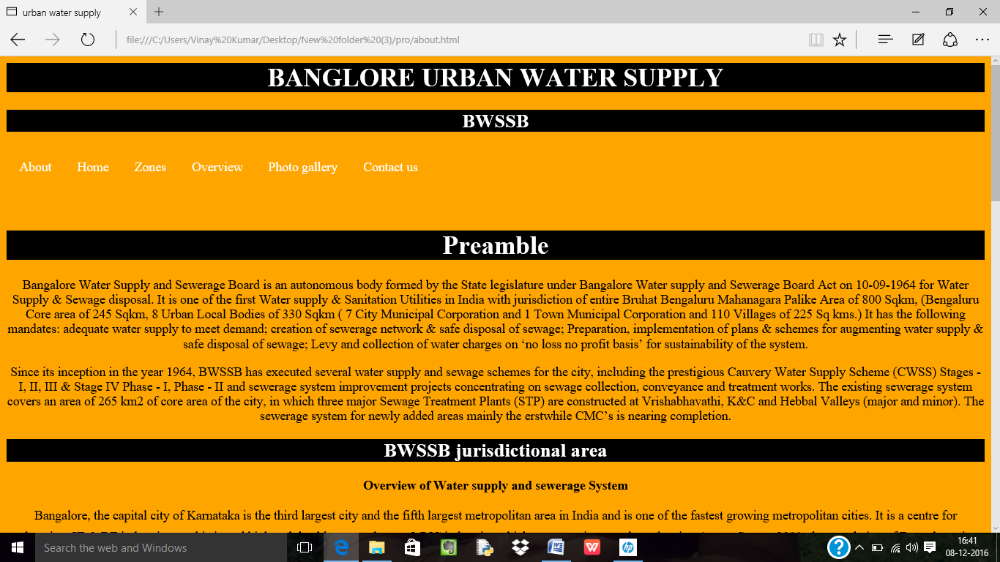 urban water supply
file:///C:/Users/Vinay%20Kumar/Desktop/New%20folder%20(3)/pro/about.html
BANGLORE URBAN WATER SUPPLY
BWSSB
About Home Zones Overview Photo gallery Contact us
Preamble
Bangalore Water Supply and Sewerage Board is an autonomous body formed by the State legislature under Bangalore Water supply and Sewerage Board Act on 10-09-1964 for Water
Supply & Sewage disposal. It is one of the first Water supply & Sanitation Utilities in India with jurisdiction of entire Bruhat Bengaluru Mahanagara Palike Area of 800 Sqkm, (Bengaluru
Core area of 245 Sqkm, 8 Urban Local Bodies of 330 Sqkm ( 7 City Municipal Corporation and 1 Town Municipal Corporation and 110 Villages of 225 Sq kms.) It has the following
mandates: adequate water supply to meet demand; creation of sewerage network & safe disposal of sewage; Preparation, implementation of plans & schemes for augmenting water supply &
safe disposal of sewage; Levy and collection of water charges on ‘no loss no profit basis’ for sustainability of the system.
Since its inception in the year 1964, BWSSB has executed several water supply and sewage schemes for the city, including the prestigious Cauvery Water Supply Scheme (CWSS) Stages -
I, II, III & Stage IV Phase - I, Phase - II and sewerage system improvement projects concentrating on sewage collection, conveyance and treatment works. The existing sewerage system
covers an area of 265 km2 of core area of the city, in which three major Sewage Treatment Plants (STP) are constructed at Vrishabhavathi, K&C and Hebbal Valleys (major and minor). The
sewerage system for newly added areas mainly the erstwhile CMC’s is nearing completion.
BWSSB jurisdictional area
Overview of Water supply and sewerage System
Bangalore, the capital city of Karnataka is the third largest city and the fifth largest metropolitan area in India and is one of the fastest growing metropolitan cities. It is a centre for
Search the web and Windows
16:41
08-12-2016